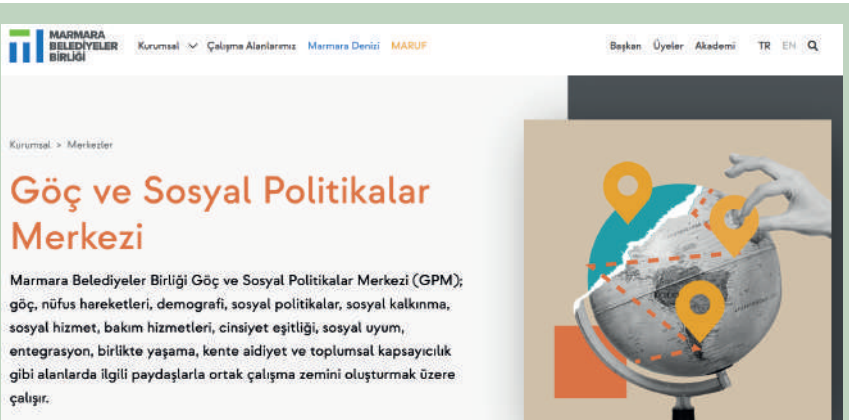 MARMARA
BELEDİYELER
BİRLİĞİ
Kurumsal Çalışma Alanlarımız Marmara Denizi MARUF Başkan Üyeler Akademi TR EN
Kurumsal > Merkezler
Göç ve Sosyal Politikalar
Merkezi
Marmara Belediyeler Birliği Göç ve Sosyal Politikalar Merkezi (GPM);
göç, nüfus hareketleri, demografi, sosyal politikalar, sosyal kalkınma,
sosyal hizmet, bakım hizmetleri, cinsiyet eşitliği, sosyal uyum,
entegrasyon, birlikte yaşama, kente aidiyet ve toplumsal kapsayıcılık
gibi alanlarda ilgili paydaşlarla ortak çalışma zemini oluşturmak üzere
çalışır.